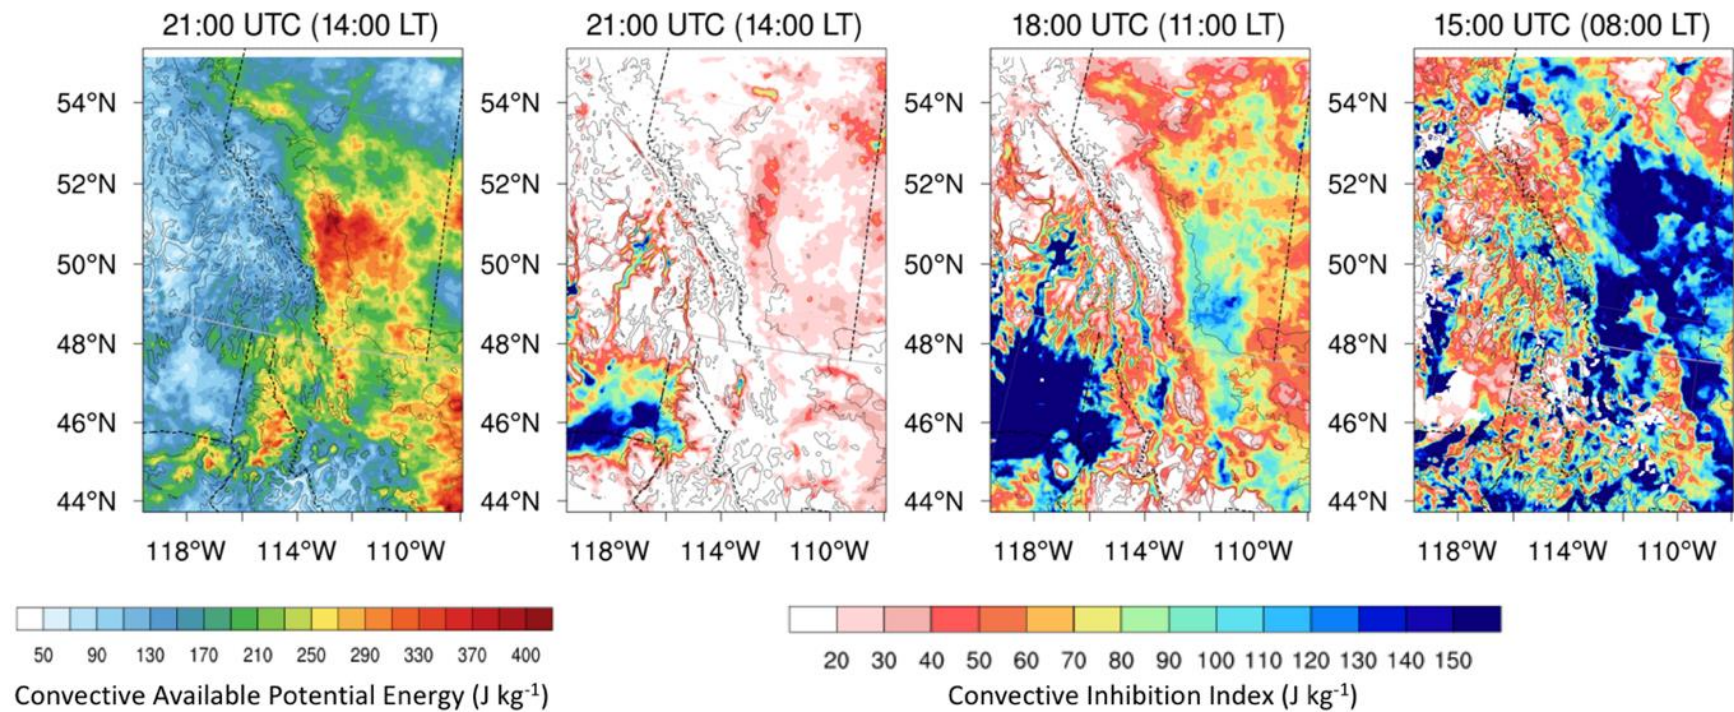 21:00 UTC (14:00 LT) 21:00 UTC (14:00 LT) 18:00 UTC (11:00 LT) 15:00 UTC (08:00 LT)
54°N 54°N 54°N 54°N
52°N 52°N 52°N 52°N
50°N 50°N 50°N 50°N
48°N 48°N 48°N 48°N
46°N 46°N 46°N 46°N
44°N 44°N 44°N 44°N
118°W 114°W 110°W 118°W 114°W 110°W 118°W 114°W 110°W 118°W 114°W 110°W
50 90 130 170 210 250 290 330 370 400
20 30 40 50 60 70 80 90 100 110 120 130 140 150
Convective Available Potential Energy (J kg⁻¹)
Convective Inhibition Index (J kg⁻¹)